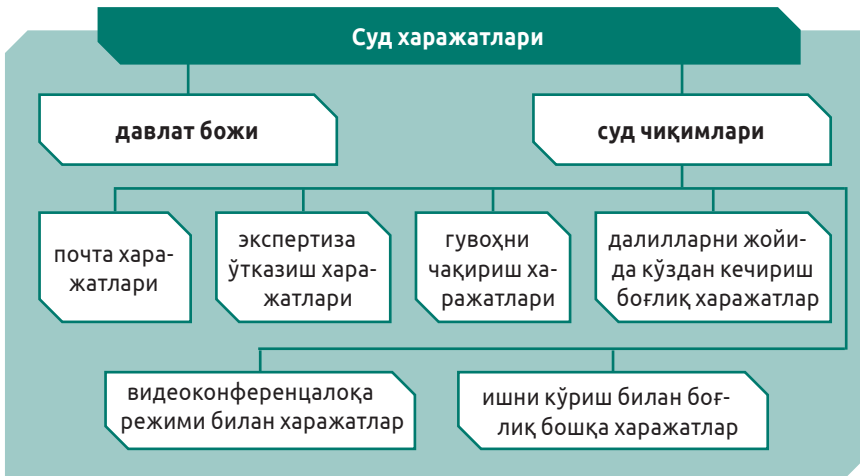 Суд харажатлари
давлат божи
суд чиқимлари
почта хара-
жатлари
экспертиза
ўтказиш хара-
жатлари
гувоҳни
чақириш ха-
ражатлари
далилларни жойи-
да кўздан кечириш
боғлиқ харажатлар
видеоконференцалоқа
режими билан харажатлар
ишни кўриш билан боғ-
лиқ бошқа харажатлар